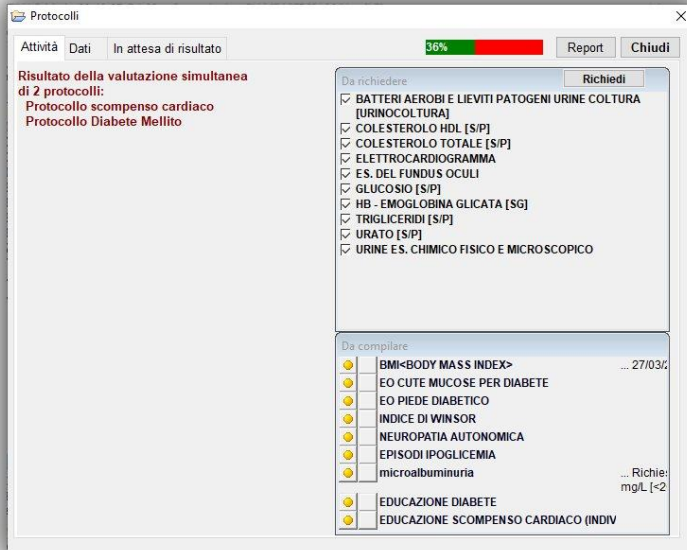 Protocolli
Attività Dati In attesa di risultato 36% Report Chiudi
Risultato della valutazione simultanea
di 2 protocolli:
Protocollo scompenso cardiaco
Protocollo Diabete Mellito
Da richiedere Richiedi
BATTERI AEROBI E LIEVITI PATOGENI URINE COLTURA
[URINOCOLTURA]
COLESTEROLO HDL [S/P]
COLESTEROLO TOTALE [S/P]
ELETTROCARDIOGRAMMA
ES. DEL FUNDUS OCULI
GLUCOSIO [S/P]
HB - EMOGLOBINA GLICATA [SG]
TRIGLICERIDI [S/P]
URATO [S/P]
URINE ES. CHIMICO FISICO E MICROSCOPICO
Da compilare
BMI<BODY MASS INDEX> ... 27/03/2
EO CUTE MUCOSE PER DIABETE
EO PIEDE DIABETICO
INDICE DI WINSOR
NEUROPATIA AUTONOMICA
EPISODI IPOGLICEMIA
microalbuminuria ... Richies
mg/L [<2
EDUCAZIONE DIABETE
EDUCAZIONE SCOMPENSO CARDIACO (INDIV